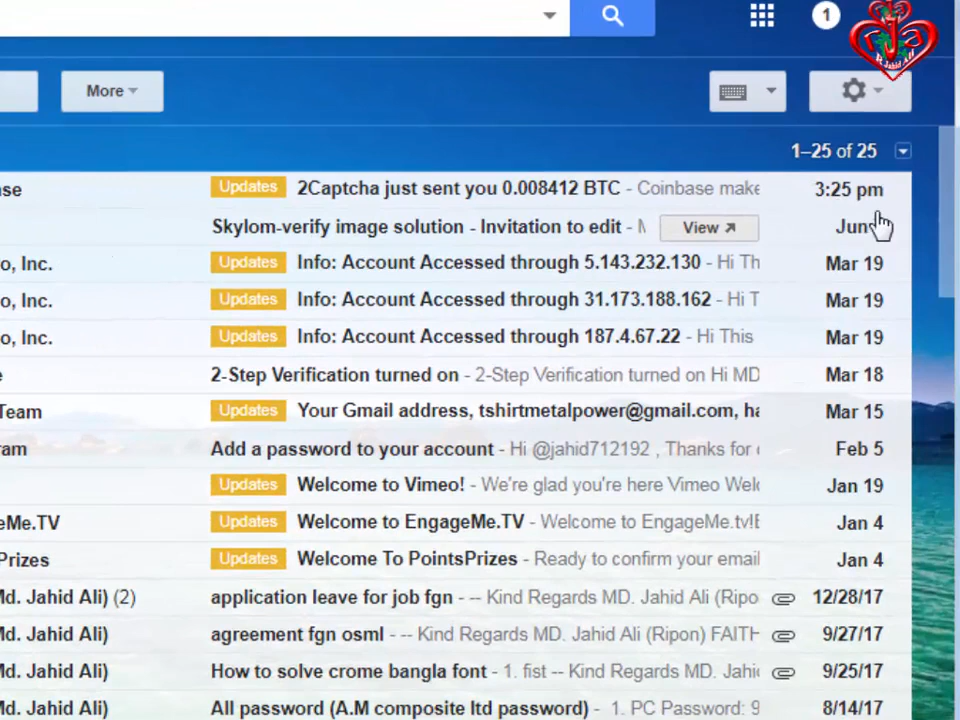 1
More
1–25 of 25
se Updates 2Captcha just sent you 0.008412 BTC - Coinbase make 3:25 pm
Skylom-verify image solution - Invitation to edit - M View Jun
o, Inc. Updates Info: Account Accessed through 5.143.232.130 - Hi Th Mar 19
o, Inc. Updates Info: Account Accessed through 31.173.188.162 - Hi T Mar 19
o, Inc. Updates Info: Account Accessed through 187.4.67.22 - Hi This Mar 19
e 2-Step Verification turned on - 2-Step Verification turned on Hi MD Mar 18
Team Updates Your Gmail address, tshirtmetalpower@gmail.com, ha Mar 15
ram Add a password to your account - Hi @jahid712192 , Thanks for Feb 5
Updates Welcome to Vimeo! - We're glad you're here Vimeo Welc Jan 19
eMe.TV Updates Welcome to EngageMe.TV - Welcome to EngageMe.tv!E Jan 4
Prizes Updates Welcome To PointsPrizes - Ready to confirm your email Jan 4
Md. Jahid Ali) (2) application leave for job fgn - -- Kind Regards MD. Jahid Ali (Ripo 12/28/17
Md. Jahid Ali) agreement fgn osml - -- Kind Regards MD. Jahid Ali (Ripon) FAITH 9/27/17
Md. Jahid Ali) How to solve crome bangla font - 1. fist -- Kind Regards MD. Jahi 9/25/17
Md. Jahid Ali) All password (A.M composite ltd password) - 1. PC Password: 9 8/14/17